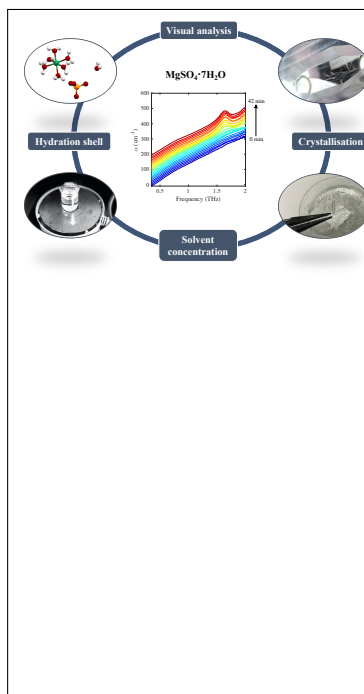 Visual analysis
MgSO₄·7H₂O
600
500
400
300
200
100
0
α (cm⁻¹)
0.5
1
1.5
2
Frequency (THz)
42 min
0 min
Hydration shell
Crystallisation
Solvent
concentration